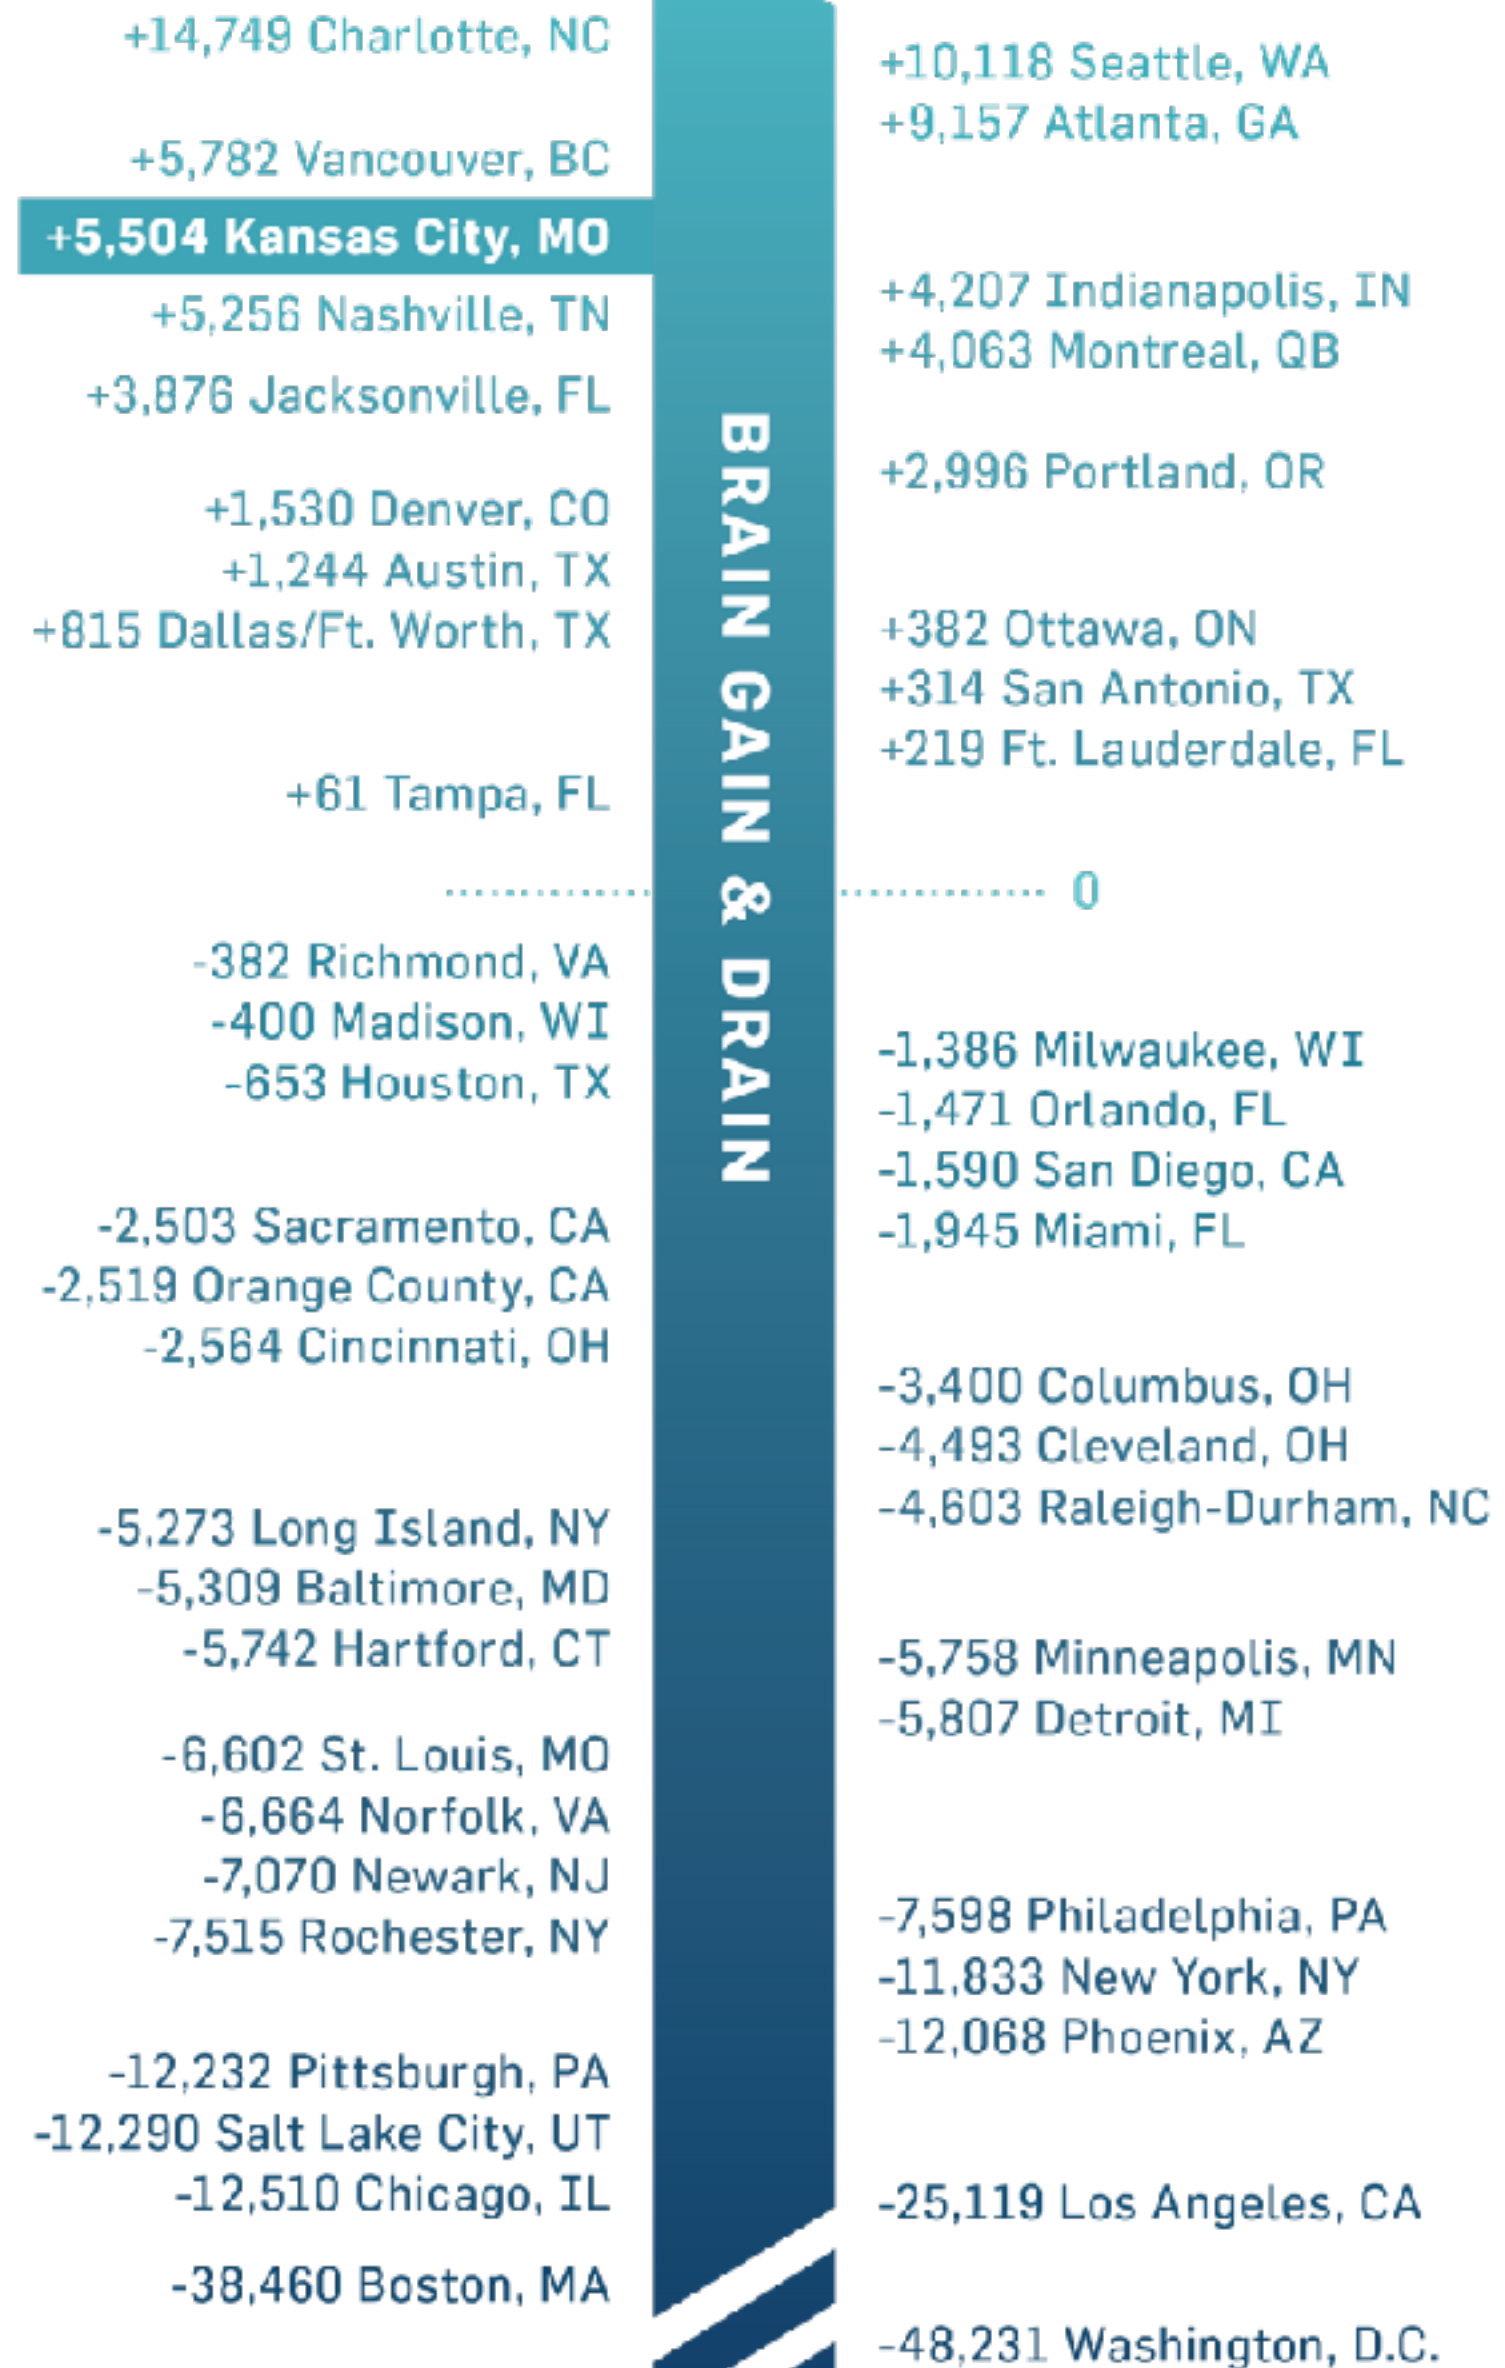 +14,749 Charlotte, NC
+10,118 Seattle, WA
+9,157 Atlanta, GA
+5,782 Vancouver, BC
+5,504 Kansas City, MO
+5,256 Nashville, TN
+4,207 Indianapolis, IN
+4,063 Montreal, QB
+3,876 Jacksonville, FL
+2,996 Portland, OR
+1,530 Denver, CO
+1,244 Austin, TX
+815 Dallas/Ft. Worth, TX
+382 Ottawa, ON
+314 San Antonio, TX
+219 Ft. Lauderdale, FL
+61 Tampa, FL
BRAIN GAIN & DRAIN
0
-382 Richmond, VA
-400 Madison, WI
-653 Houston, TX
-1,386 Milwaukee, WI
-1,471 Orlando, FL
-1,590 San Diego, CA
-1,945 Miami, FL
-2,503 Sacramento, CA
-2,519 Orange County, CA
-2,564 Cincinnati, OH
-3,400 Columbus, OH
-4,493 Cleveland, OH
-4,603 Raleigh-Durham, NC
-5,273 Long Island, NY
-5,309 Baltimore, MD
-5,742 Hartford, CT
-5,758 Minneapolis, MN
-5,807 Detroit, MI
-6,602 St. Louis, MO
-6,664 Norfolk, VA
-7,070 Newark, NJ
-7,515 Rochester, NY
-7,598 Philadelphia, PA
-11,833 New York, NY
-12,068 Phoenix, AZ
-12,232 Pittsburgh, PA
-12,290 Salt Lake City, UT
-12,510 Chicago, IL
-25,119 Los Angeles, CA
-38,460 Boston, MA
-48,231 Washington, D.C.